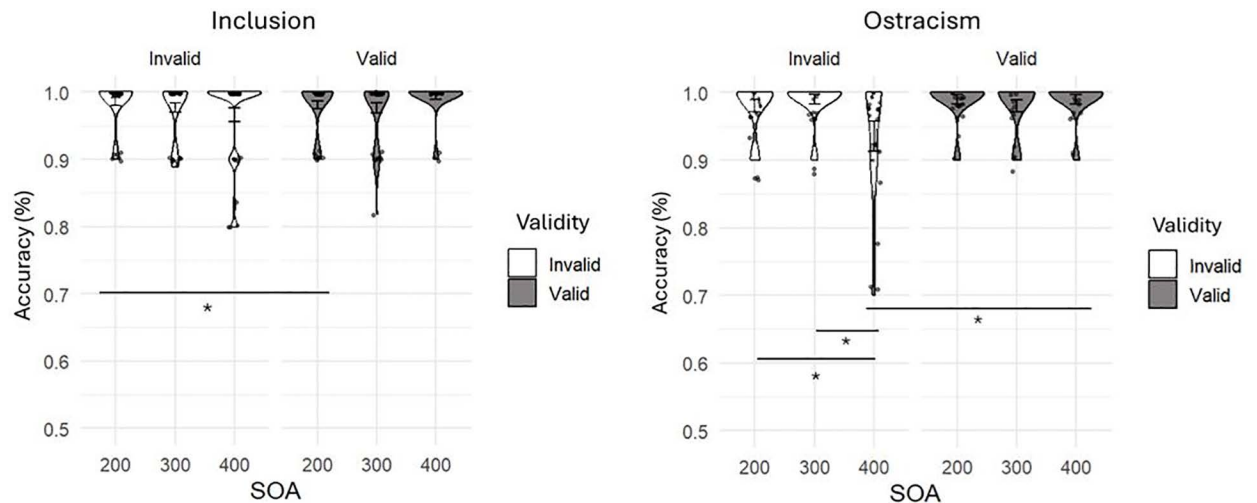 Inclusion
Invalid Valid
1.0
0.9
0.8
0.7
0.6
0.5
Accuracy (%)
*
200 300 400 200 300 400
SOA
Validity
Invalid
Valid
Ostracism
Invalid Valid
1.0
0.9
0.8
0.7
0.6
0.5
Accuracy (%)
*
*
*
200 300 400 200 300 400
SOA
Validity
Invalid
Valid